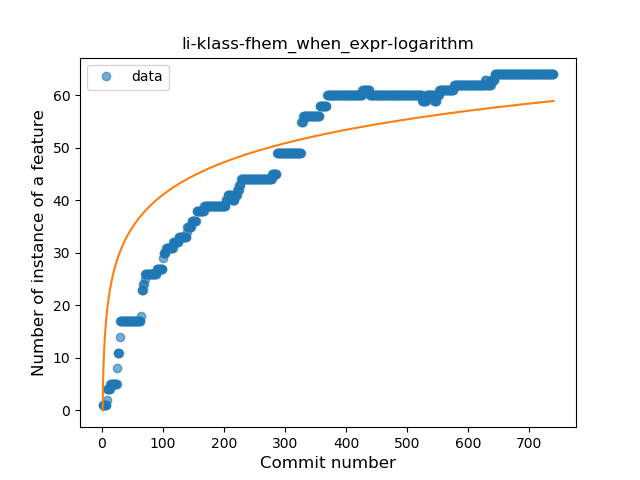 li-klass-fhem_when_expr-logarithm
data
Number of instance of a feature
60
50
40
30
20
10
0
0 100 200 300 400 500 600 700
Commit number